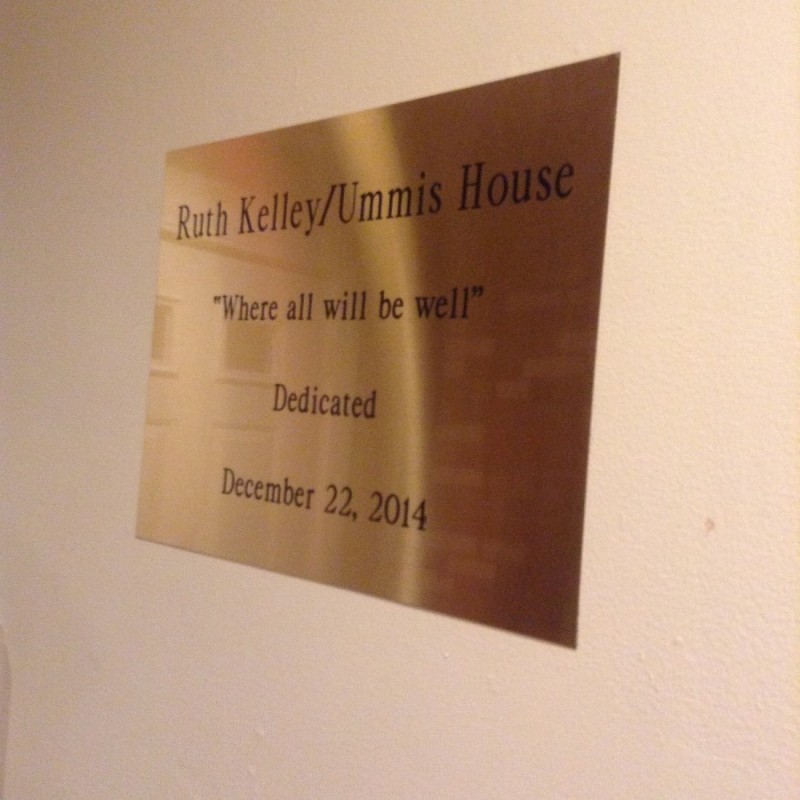 Ruth Kelley/Ummis House
"Where all will be well"
Dedicated
December 22, 2014